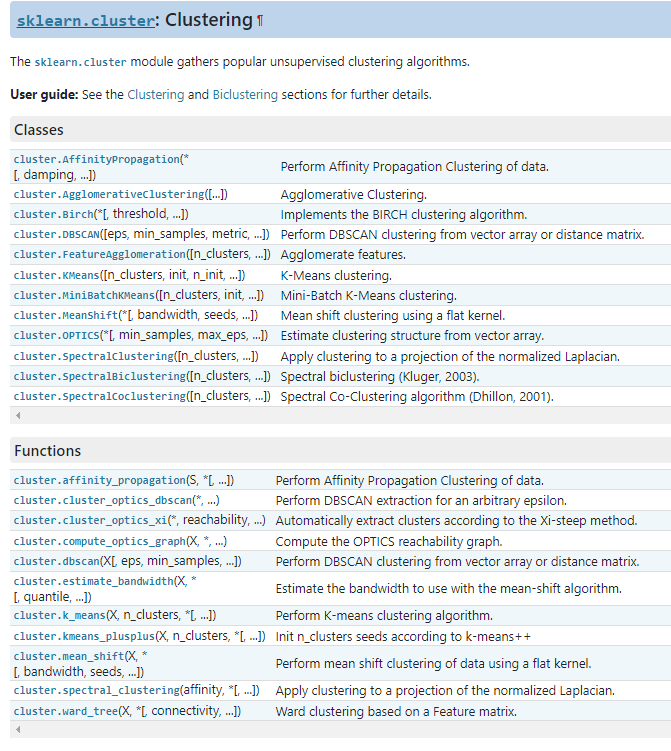 sklearn.cluster: Clustering¶
The sklearn.cluster module gathers popular unsupervised clustering algorithms.
User guide: See the Clustering and Biclustering sections for further details.
Classes
cluster.AffinityPropagation(*
[, damping, ...]) Perform Affinity Propagation Clustering of data.
cluster.AgglomerativeClustering([...]) Agglomerative Clustering.
cluster.Birch(*[, threshold, ...]) Implements the BIRCH clustering algorithm.
cluster.DBSCAN([eps, min_samples, metric, ...]) Perform DBSCAN clustering from vector array or distance matrix.
cluster.FeatureAgglomeration([n_clusters, ...]) Agglomerate features.
cluster.KMeans([n_clusters, init, n_init, ...]) K-Means clustering.
cluster.MiniBatchKMeans([n_clusters, init, ...]) Mini-Batch K-Means clustering.
cluster.MeanShift(*[, bandwidth, seeds, ...]) Mean shift clustering using a flat kernel.
cluster.OPTICS(*[, min_samples, max_eps, ...]) Estimate clustering structure from vector array.
cluster.SpectralClustering([n_clusters, ...]) Apply clustering to a projection of the normalized Laplacian.
cluster.SpectralBiclustering([n_clusters, ...]) Spectral biclustering (Kluger, 2003).
cluster.SpectralCoclustering([n_clusters, ...]) Spectral Co-Clustering algorithm (Dhillon, 2001).
Functions
cluster.affinity_propagation(S, *[, ...]) Perform Affinity Propagation Clustering of data.
cluster.cluster_optics_dbscan(*, ...) Perform DBSCAN extraction for an arbitrary epsilon.
cluster.cluster_optics_xi(*, reachability, ...) Automatically extract clusters according to the Xi-steep method.
cluster.compute_optics_graph(X, *, ...) Compute the OPTICS reachability graph.
cluster.dbscan(X[, eps, min_samples, ...]) Perform DBSCAN clustering from vector array or distance matrix.
cluster.estimate_bandwidth(X, *
[, quantile, ...]) Estimate the bandwidth to use with the mean-shift algorithm.
cluster.k_means(X, n_clusters, *[, ...]) Perform K-means clustering algorithm.
cluster.kmeans_plusplus(X, n_clusters, *[, ...]) Init n_clusters seeds according to k-means++
cluster.mean_shift(X, *
[, bandwidth, seeds, ...]) Perform mean shift clustering of data using a flat kernel.
cluster.spectral_clustering(affinity, *[, ...]) Apply clustering to a projection of the normalized Laplacian.
cluster.ward_tree(X, *[, connectivity, ...]) Ward clustering based on a Feature matrix.